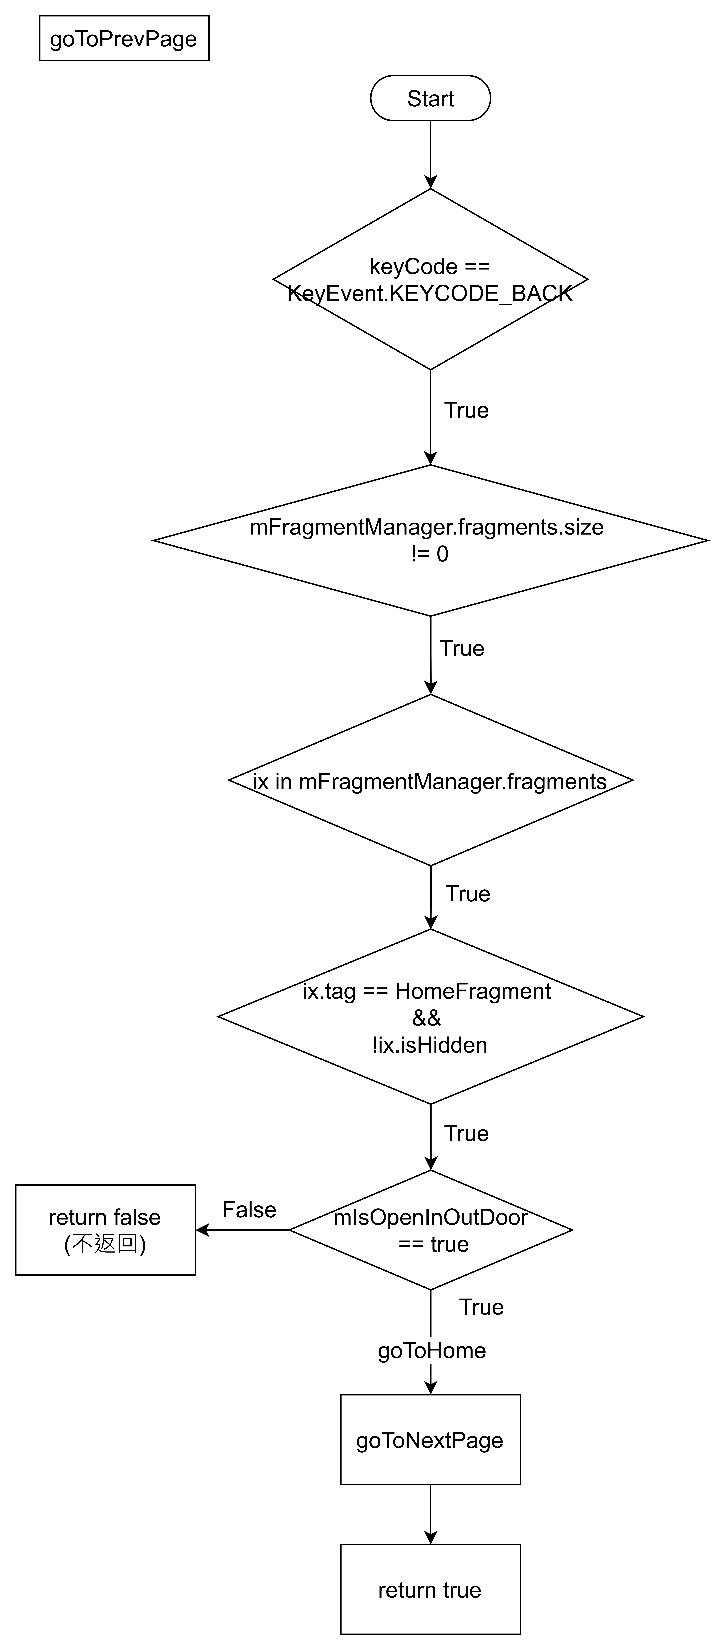 goToPrevPage
Start
keyCode ==
KeyEvent.KEYCODE_BACK
True
mFragmentManager.fragments.size
!= 0
True
ix in mFragmentManager.fragments
True
ix.tag == HomeFragment
&&
!ix.isHidden
True
mIsOpenInOutDoor
== true
False
return false
(不返回)
True
goToHome
goToNextPage
return true